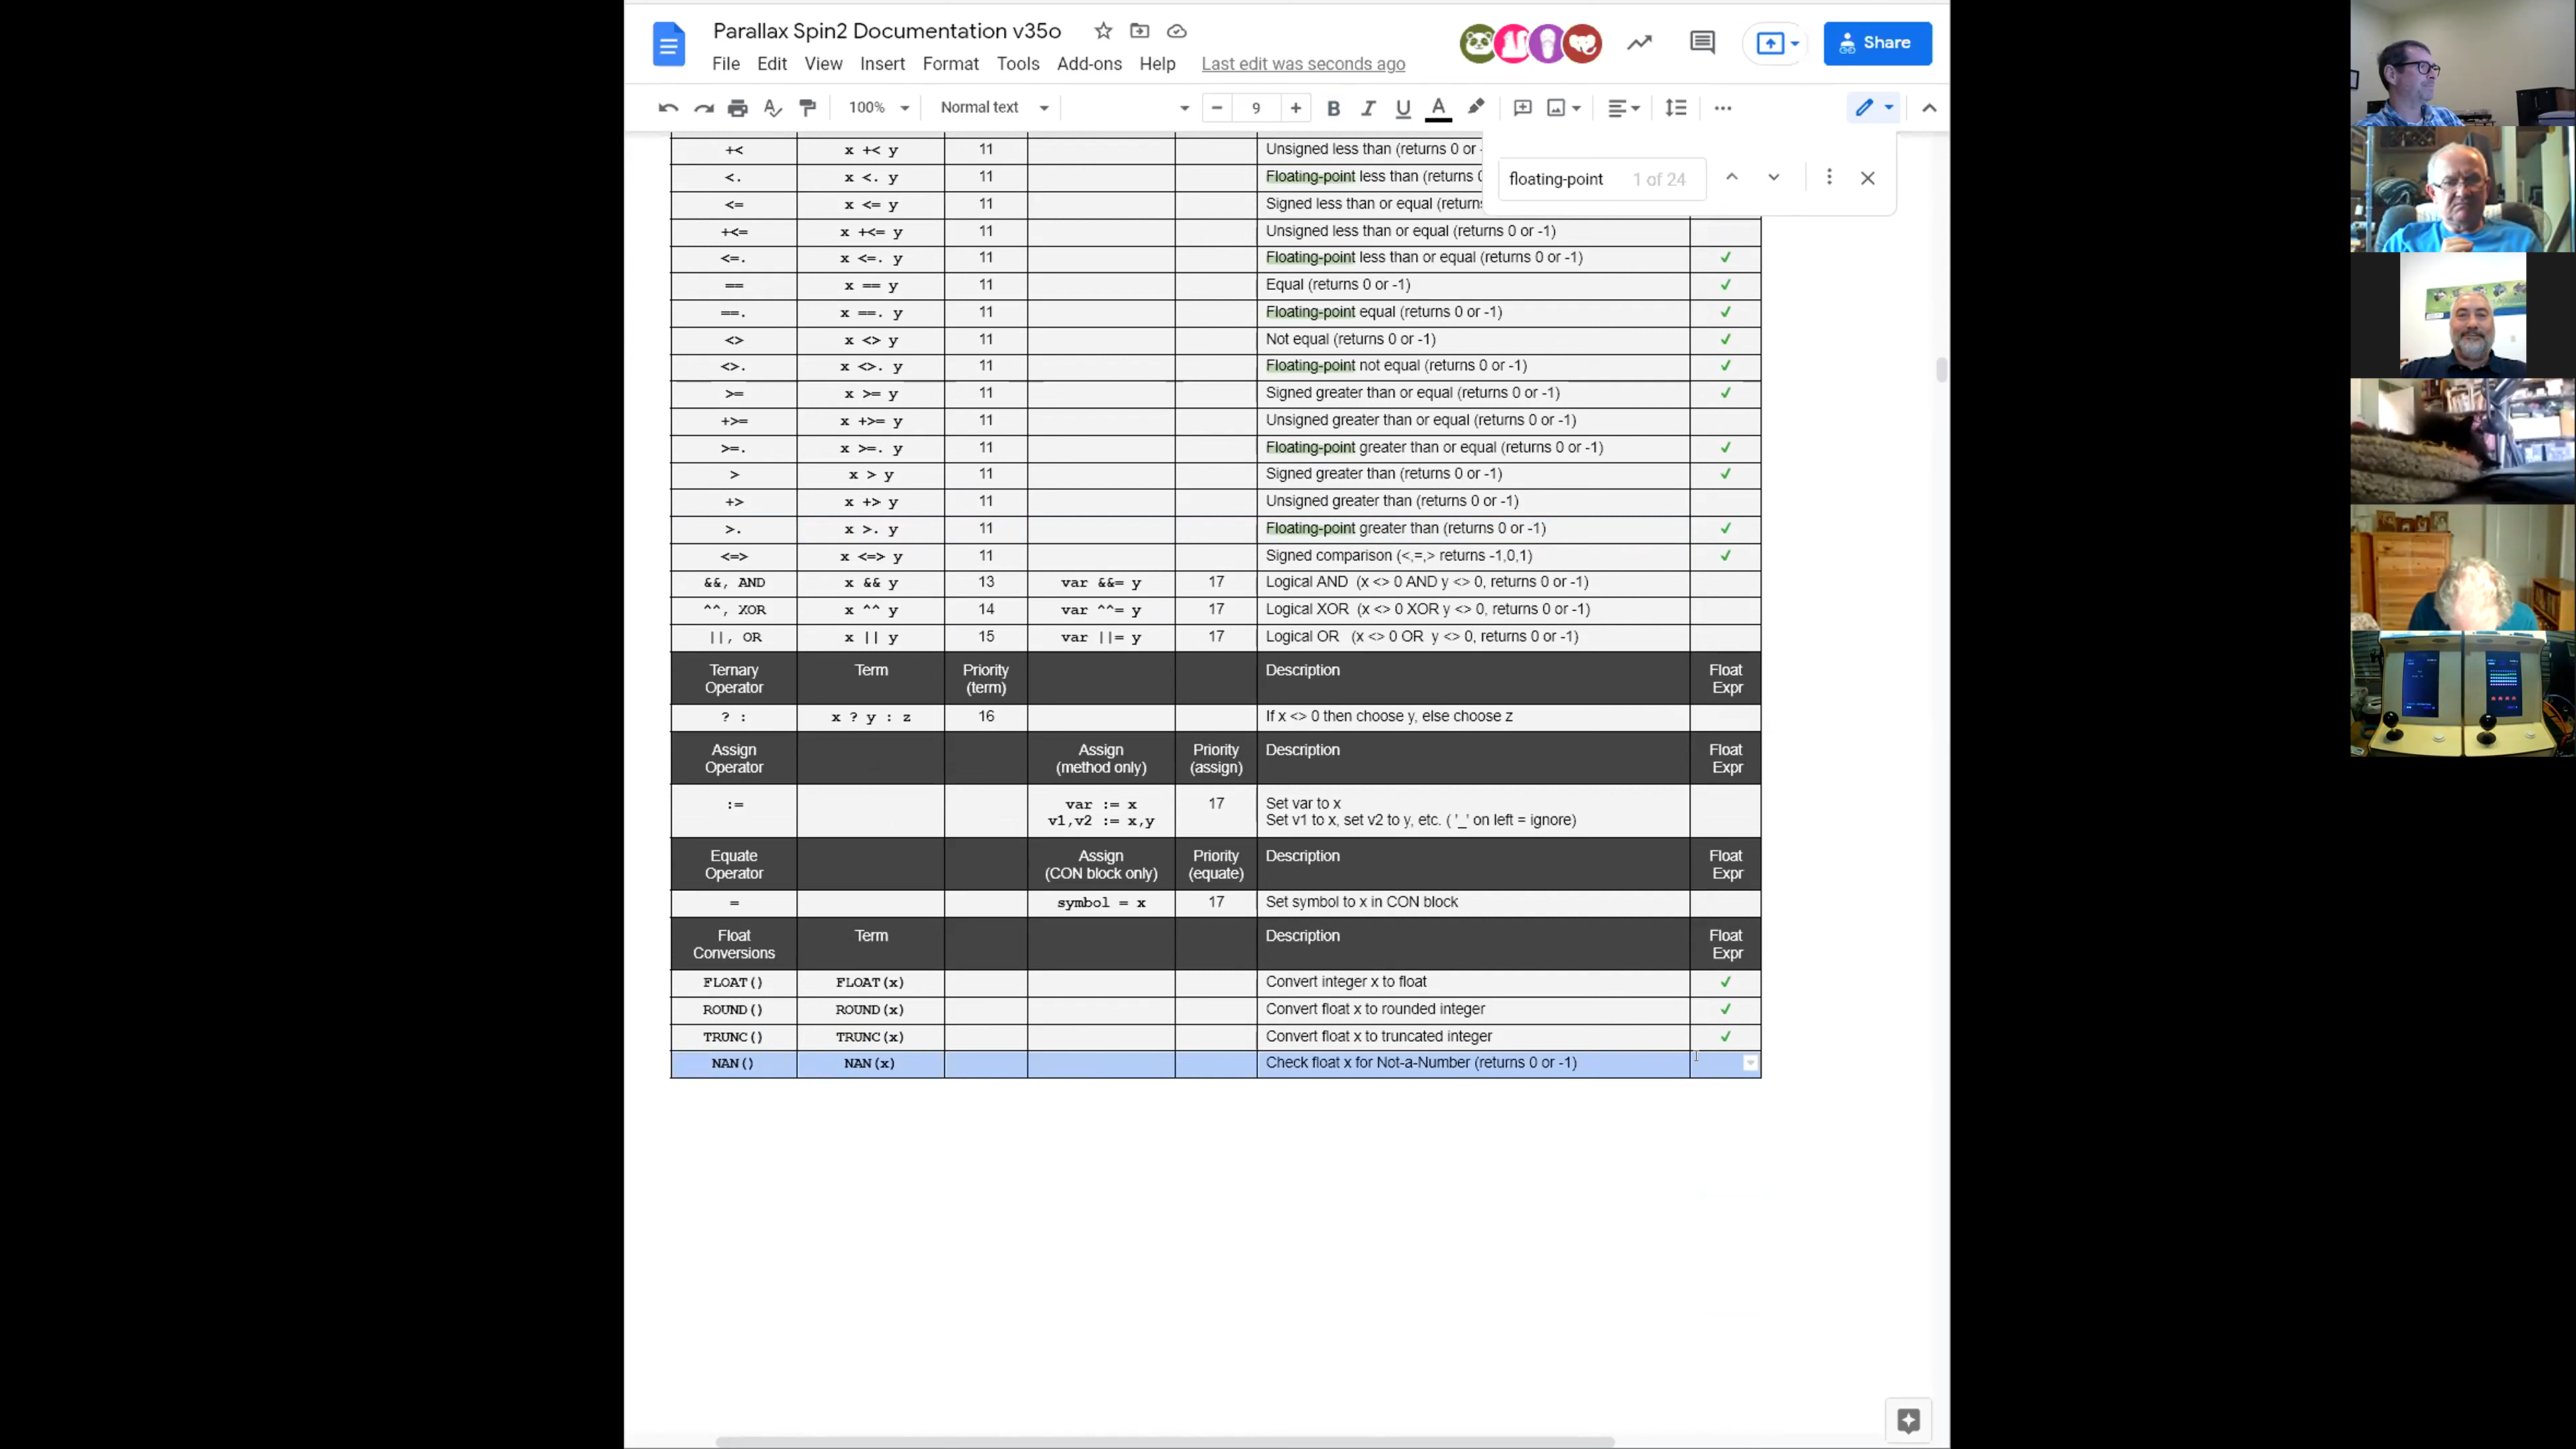 Parallax Spin2 Documentation v35o
File Edit View Insert Format Tools Add-ons Help Last edit was seconds ago
Share
100% Normal text 9 B I U A
floating-point 1 of 24
+< x +< y 11 Unsigned less than (returns 0 or
<. x <. y 11 Floating-point less than (returns
<= x <= y 11 Signed less than or equal (returns
+<= x +<= y 11 Unsigned less than or equal (returns 0 or -1)
<=. x <=. y 11 Floating-point less than or equal (returns 0 or -1) ✓
== x == y 11 Equal (returns 0 or -1) ✓
==. x ==. y 11 Floating-point equal (returns 0 or -1) ✓
<> x <> y 11 Not equal (returns 0 or -1) ✓
<>. x <>. y 11 Floating-point not equal (returns 0 or -1) ✓
>= x >= y 11 Signed greater than or equal (returns 0 or -1) ✓
+>= x +>= y 11 Unsigned greater than or equal (returns 0 or -1)
>=. x >=. y 11 Floating-point greater than or equal (returns 0 or -1) ✓
> x > y 11 Signed greater than (returns 0 or -1) ✓
+> x +> y 11 Unsigned greater than (returns 0 or -1)
>. x >. y 11 Floating-point greater than (returns 0 or -1) ✓
<=> x <=> y 11 Signed comparison (<,=,> returns -1,0,1) ✓
&&, AND x && y 13 var &&= y 17 Logical AND (x <> 0 AND y <> 0, returns 0 or -1)
^^, XOR x ^^ y 14 var ^^= y 17 Logical XOR (x <> 0 XOR y <> 0, returns 0 or -1)
||, OR x || y 15 var ||= y 17 Logical OR (x <> 0 OR y <> 0, returns 0 or -1)
Ternary Term Priority Description Float
Operator (term) Expr
? : x ? y : z 16 If x <> 0 then choose y, else choose z
Assign Assign Priority Description Float
Operator (method only) (assign) Expr
:= var := x 17 Set var to x
v1,v2 := x,y Set v1 to x, set v2 to y, etc. ( '_' on left = ignore)
Equate Assign Priority Description Float
Operator (CON block only) (equate) Expr
= symbol = x 17 Set symbol to x in CON block
Float Term Description Float
Conversions Expr
FLOAT() FLOAT(x) Convert integer x to float ✓
ROUND() ROUND(x) Convert float x to rounded integer ✓
TRUNC() TRUNC(x) Convert float x to truncated integer ✓
NAN() NAN(x) Check float x for Not-a-Number (returns 0 or -1)